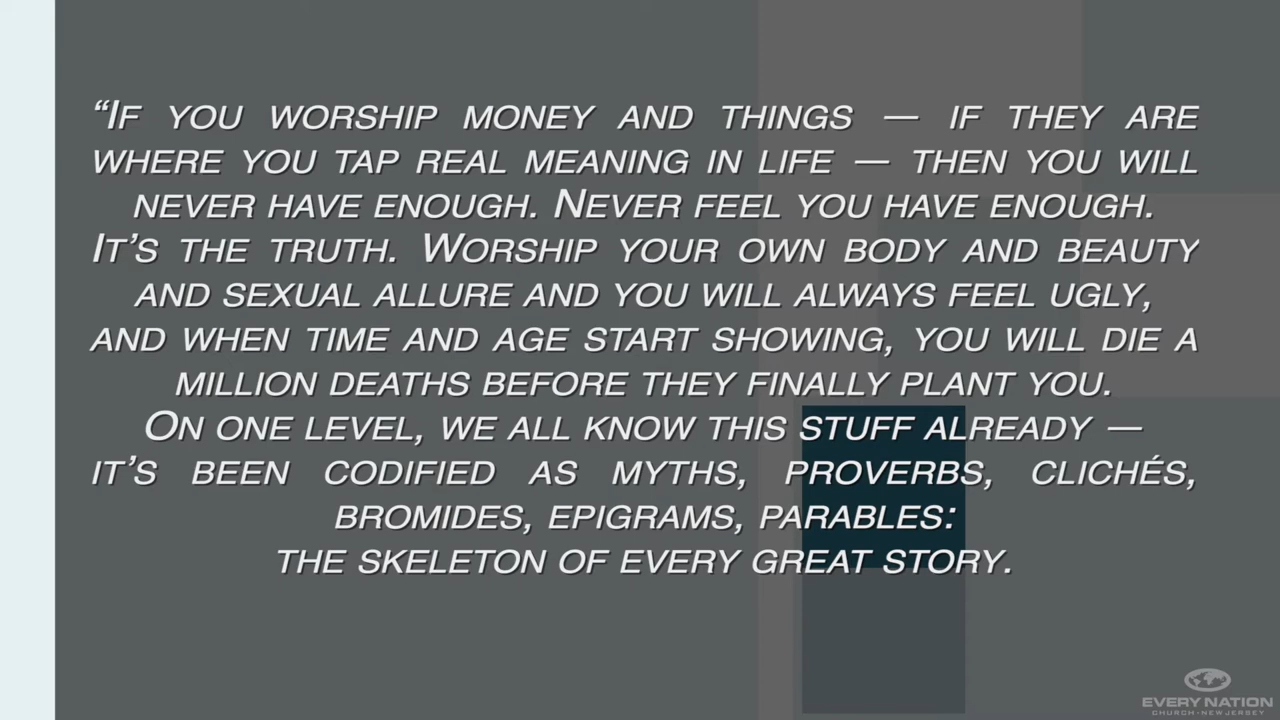 “If you worship money and things — if they are
where you tap real meaning in life — then you will
never have enough. Never feel you have enough.
It’s the truth. Worship your own body and beauty
and sexual allure and you will always feel ugly,
and when time and age start showing, you will die a
million deaths before they finally plant you.
On one level, we all know this stuff already —
it’s been codified as myths, proverbs, clichés,
bromides, epigrams, parables:
the skeleton of every great story.
EVERY NATION
CHURCH • NEW JERSEY